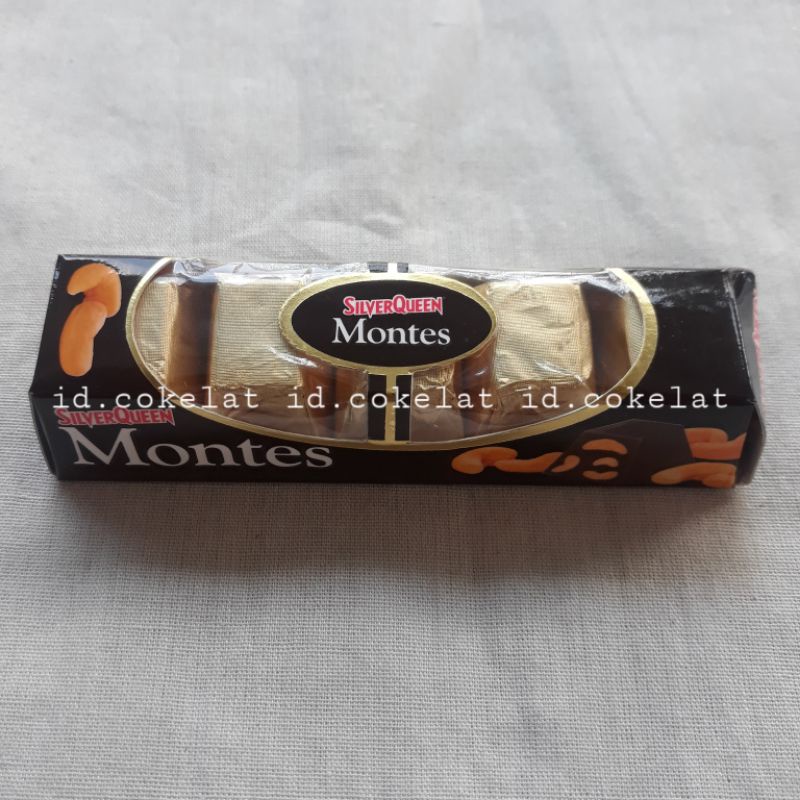 SILVERQUEEN
Montes
id.cokelat id.cokelat id.cokelat
SILVERQUEEN
Montes